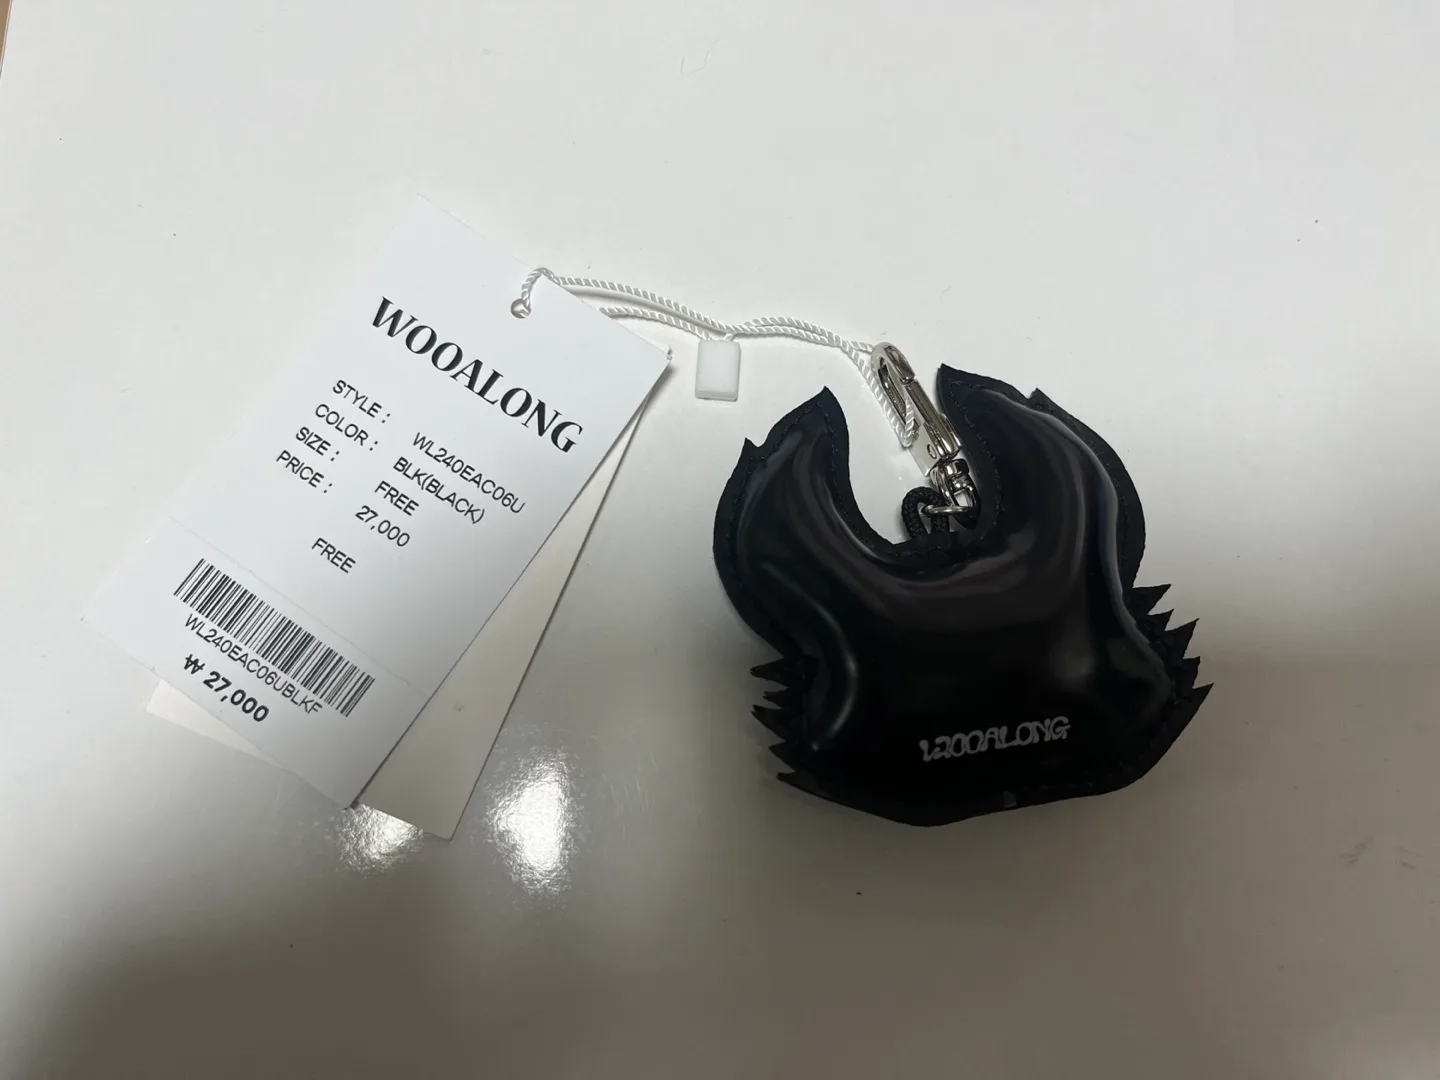 WOOALONG
STYLE : WL240EAC06U
COLOR : BLK(BLACK)
SIZE : FREE
PRICE : 27,000
FREE
WL240EAC06UBLKF
₩ 27,000
WOOALONG